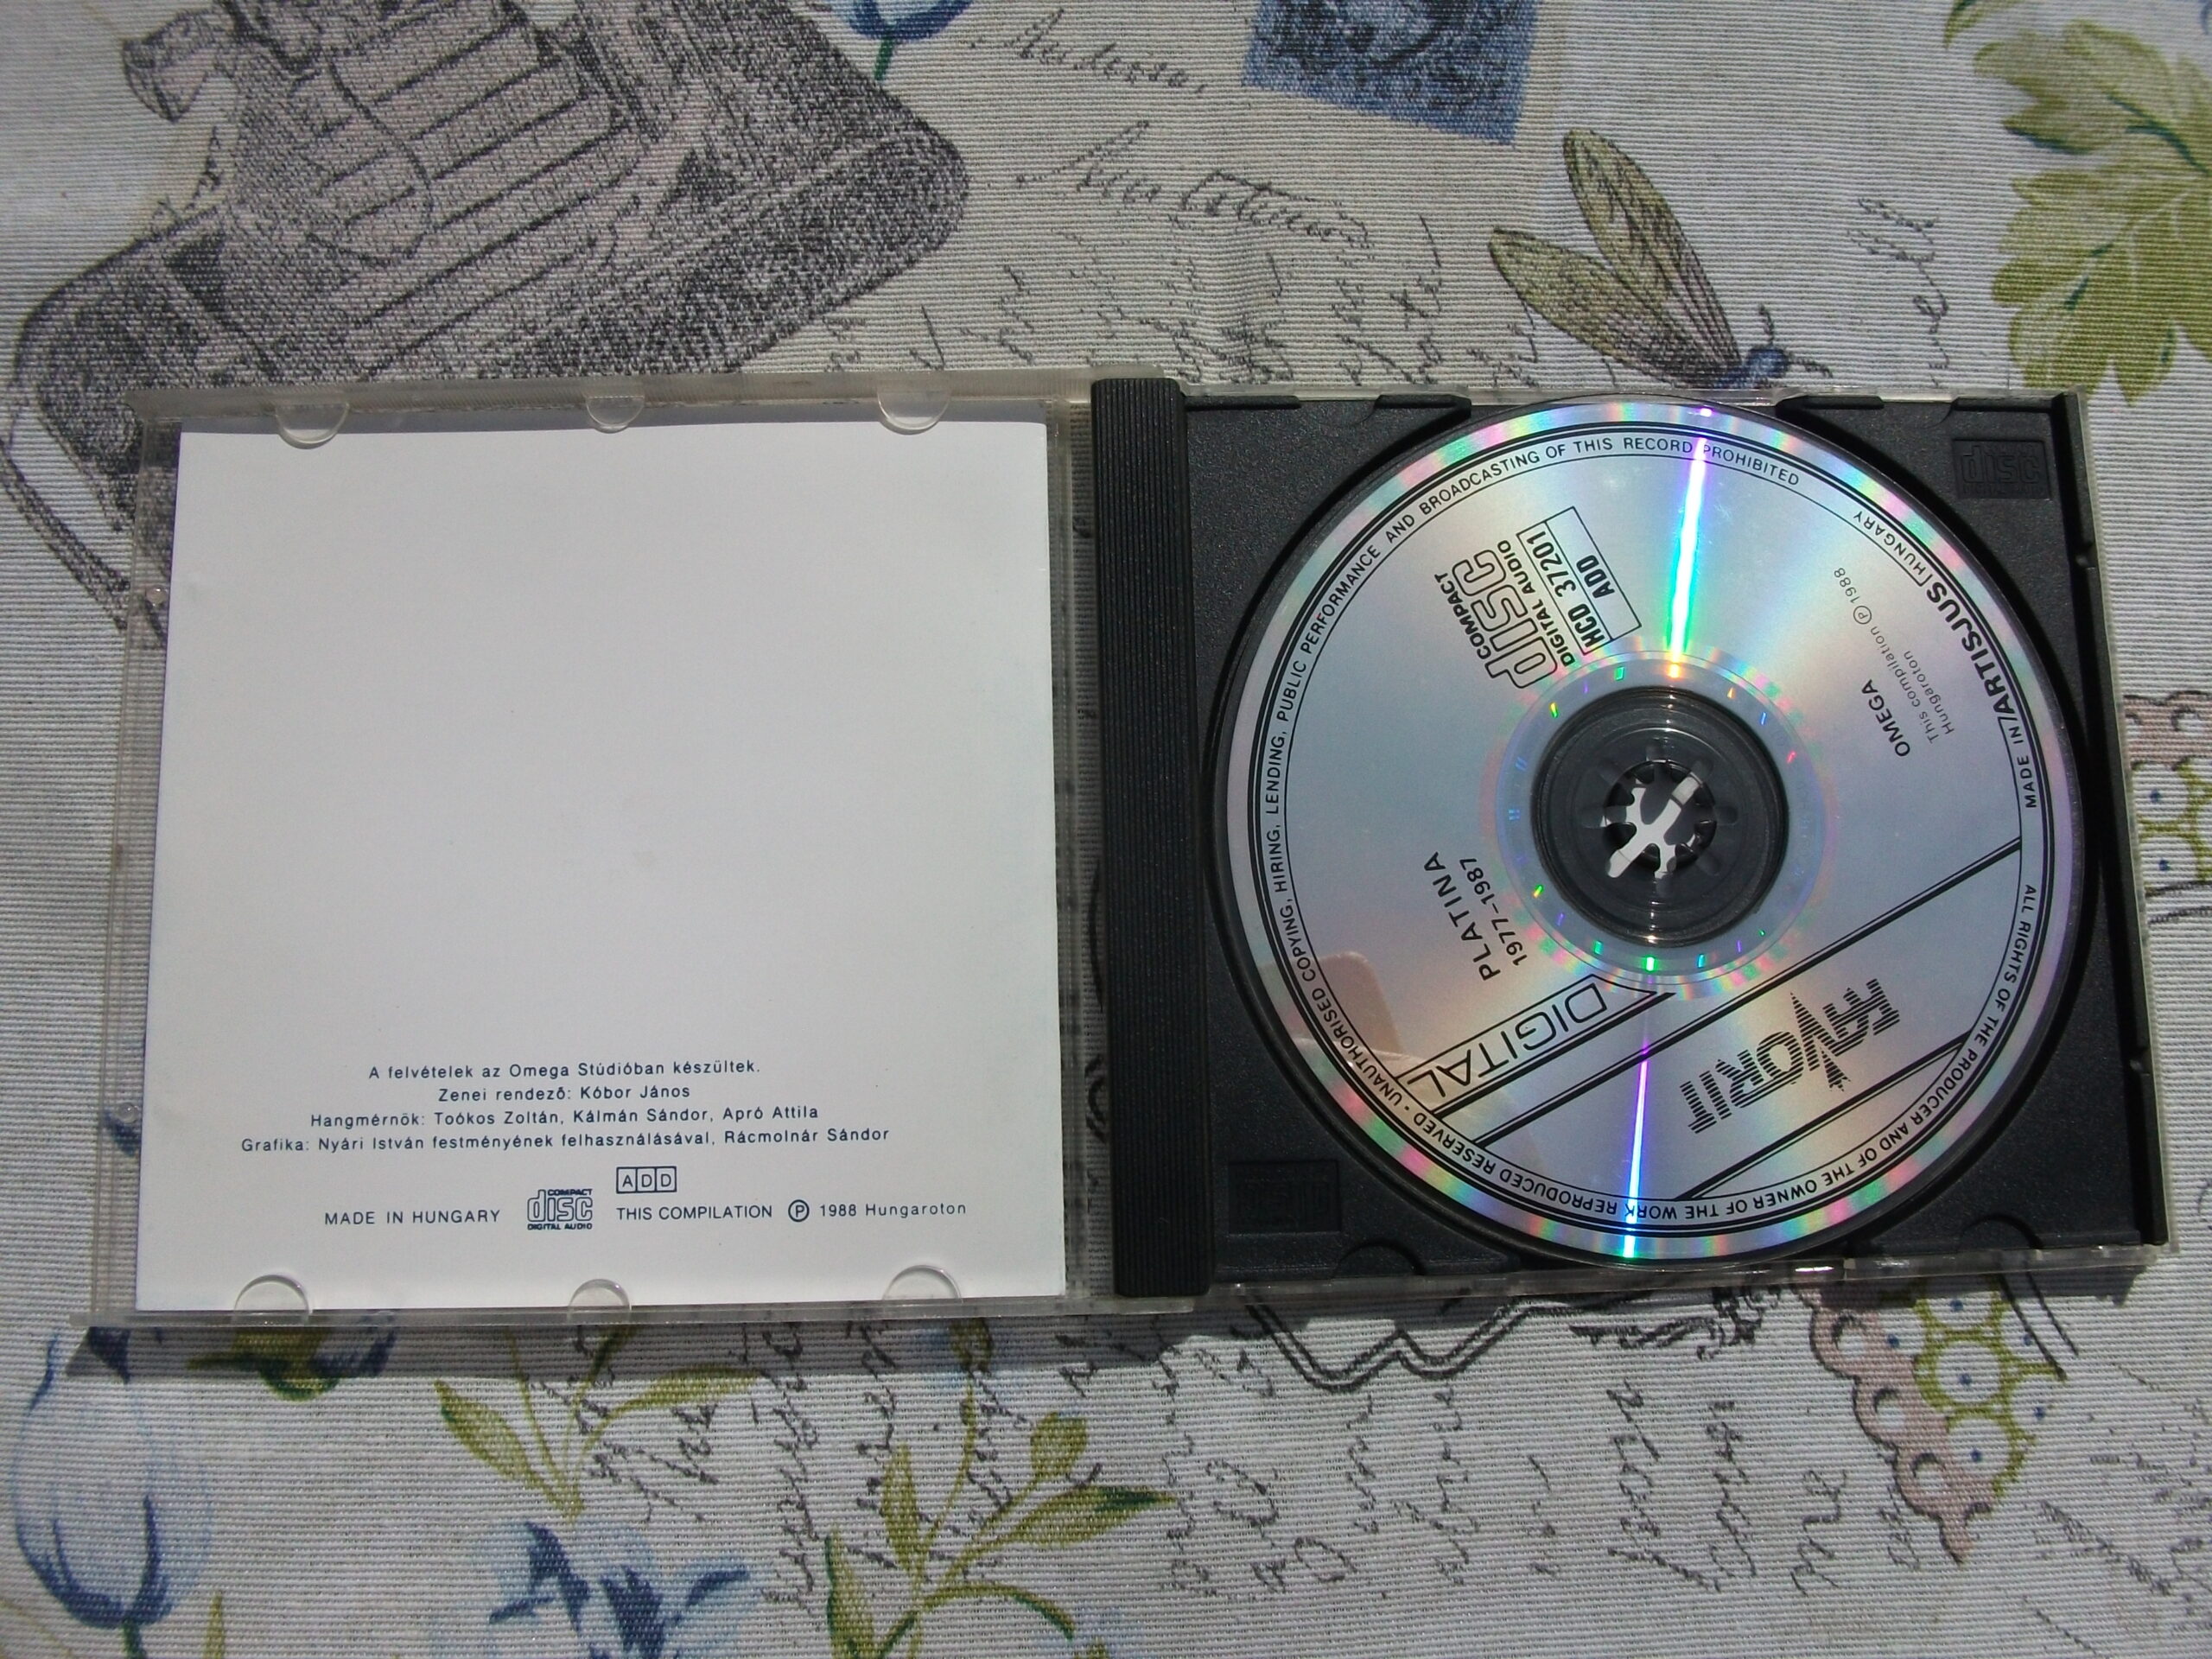 A felvételek az Omega Stúdióban készültek.
Zenei rendező: Kóbor János
Hangmérnök: Toókos Zoltán, Kálmán Sándor, Apró Attila
Grafika: Nyári István festményének felhasználásával, Rácmolnár Sándor
ADD
MADE IN HUNGARY
COMPACT
disc
DIGITAL AUDIO
THIS COMPILATION Ⓟ 1988 Hungaroton
disc
ALL RIGHTS OF THE PRODUCER AND OF THE OWNER OF THE WORK REPRODUCED RESERVED · UNAUTHORISED COPYING, HIRING, LENDING, PUBLIC PERFORMANCE AND BROADCASTING OF THIS RECORD PROHIBITED
MADE IN/ARTISJUS/HUNGARY
FAVORIT
DIGITAL
PLATINA
1977–1987
COMPACT
disc
DIGITAL AUDIO
HCD 37201
ADD
OMEGA
This compilation Ⓟ 1988
Hungaroton